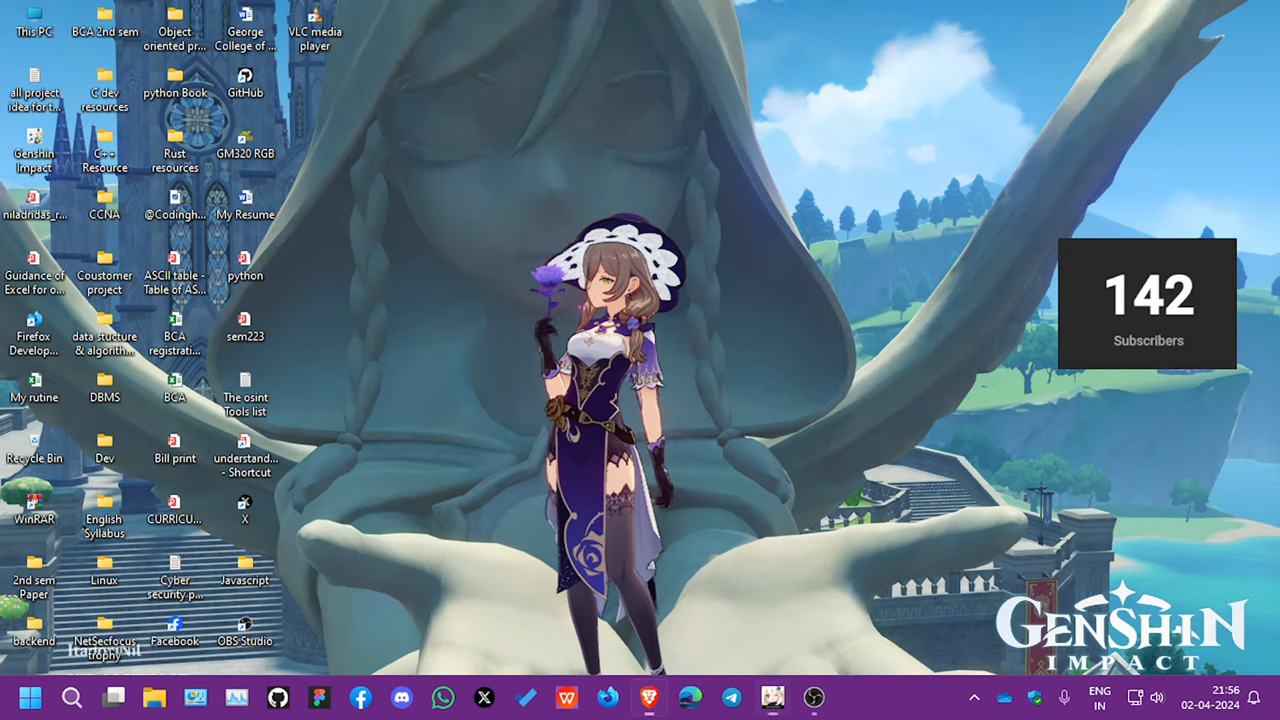 This PC
BCA 2nd sem
Object
oriented pr...
George
College of ...
VLC media
player
all project
idea for t...
C dev
resources
python Book
GitHub
Genshin
Impact
C++
Resource
Rust
resources
GM320 RGB
niladridas_r...
CCNA
@Codingh...
My Resume
Guidance of
Excel for o...
Coustomer
project
ASCII table -
Table of AS...
python
Firefox
Develop...
data stucture
& algorith...
BCA
registrati...
sem223
My rutine
DBMS
BCA
The osint
Tools list
Recycle Bin
Dev
Bill print
understand...
- Shortcut
WinRAR
English
Syllabus
CURRICU...
X
2nd sem
Paper
Linux
Cyber
security p...
Javascript
backend
NetSecfocus
trophy
Facebook
OBS Studio
142
Subscribers
GENSHIN
IMPACT
ENG
IN
21:56
02-04-2024